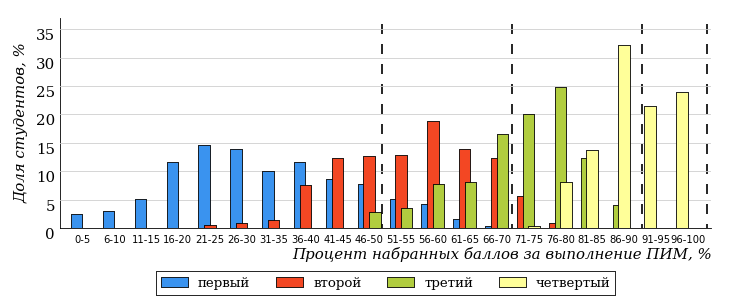 Доля студентов, %
35
30
25
20
15
10
5
0
0-5 6-10 11-15 16-20 21-25 26-30 31-35 36-40 41-45 46-50 51-55 56-60 61-65 66-70 71-75 76-80 81-85 86-90 91-95 96-100
Процент набранных баллов за выполнение ПИМ, %
первый второй третий четвертый